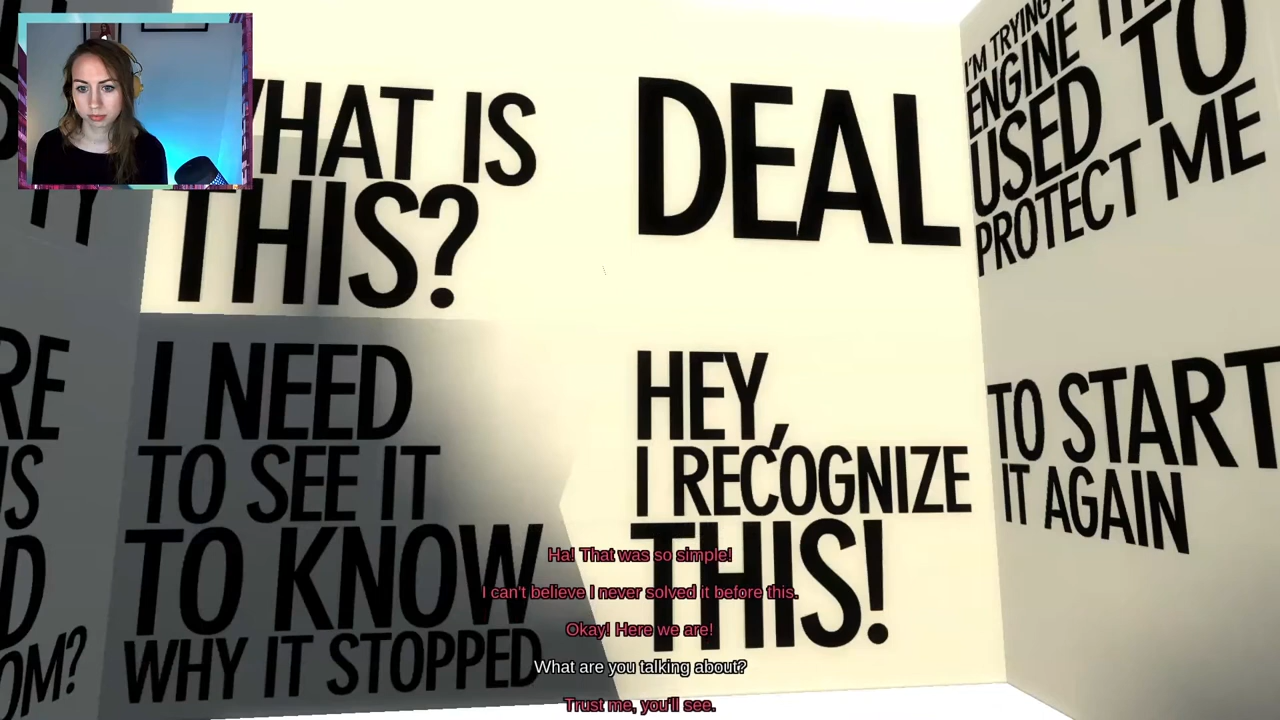 WHAT IS
THIS?
DEAL
I'M TRYING
ENGINE
USED TO
PROTECT ME
I NEED
TO SEE IT
TO KNOW
WHY IT STOPPED
HEY,
I RECOGNIZE
THIS!
TO START
IT AGAIN
Ha! That was so simple!
I can't believe I never solved it before this.
Okay! Here we are!
What are you talking about?
Trust me, you'll see.